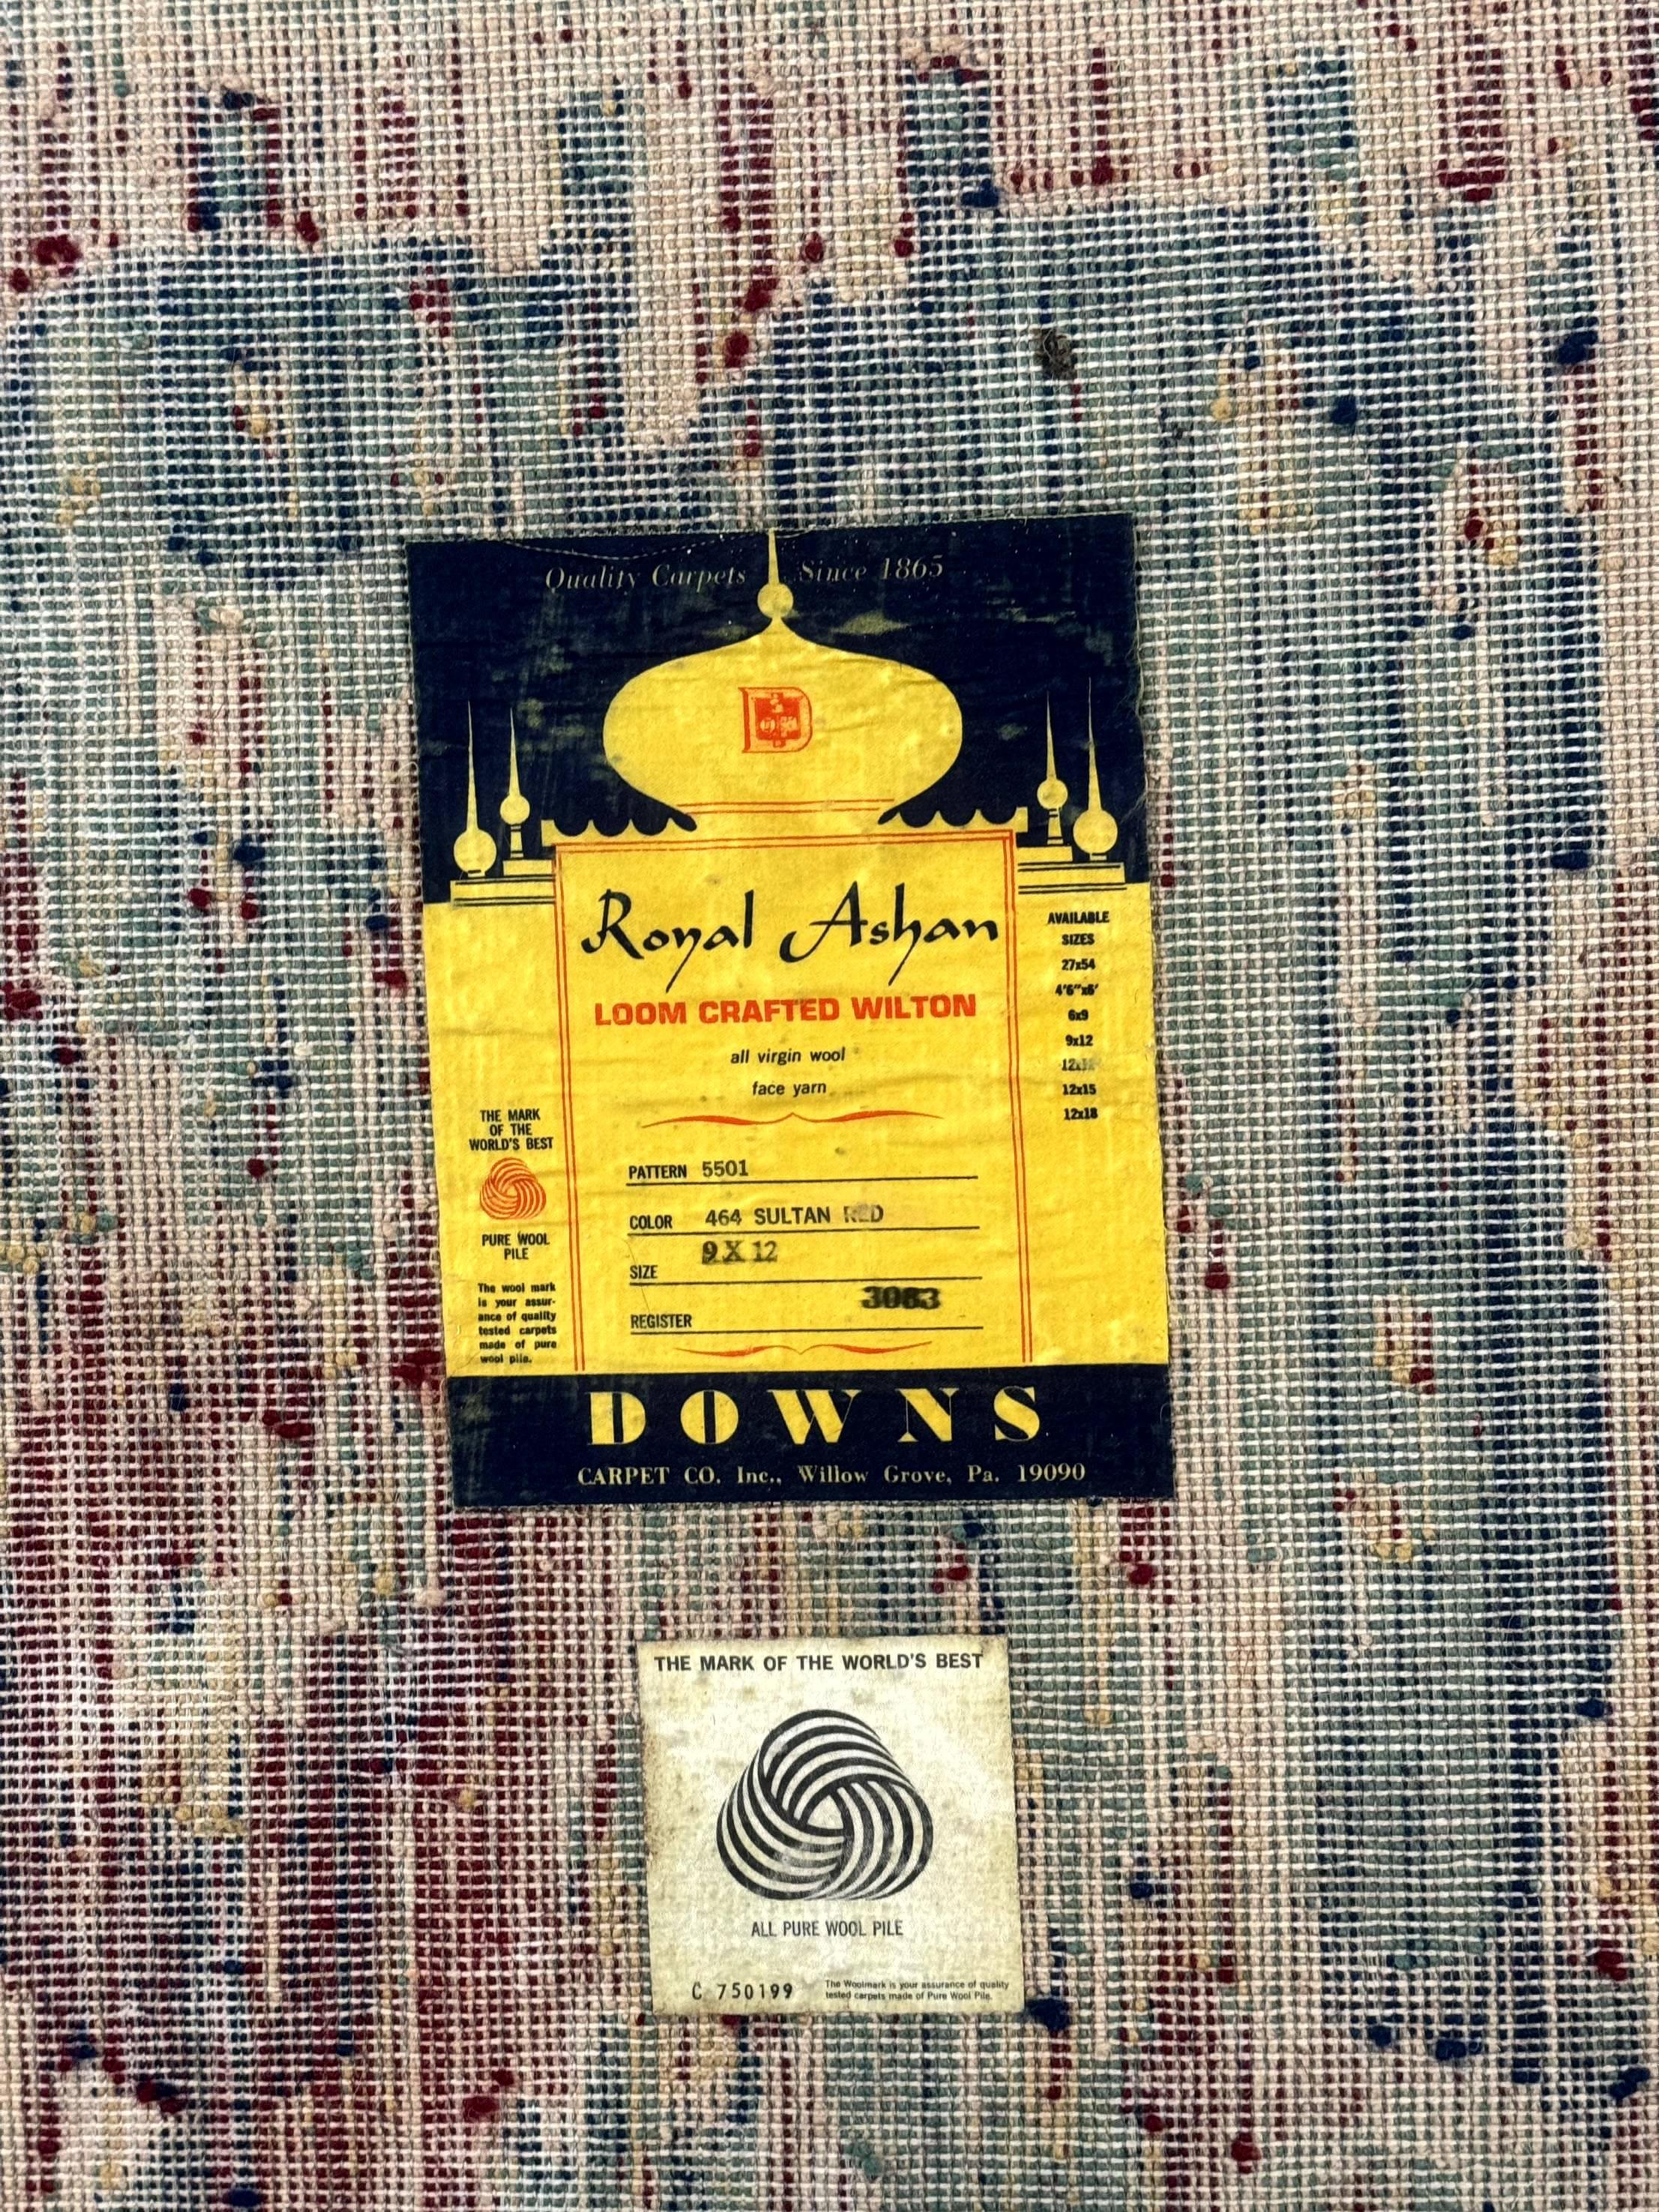 Quality Carpets Since 1865
D
Royal Ashan
LOOM CRAFTED WILTON
all virgin wool
face yarn
PATTERN 5501
COLOR 464 SULTAN RED
9 X 12
SIZE
3083
REGISTER
AVAILABLE
SIZES
27x54
4'6"x6'
6x9
9x12
12x15
12x18
THE MARK
OF THE
WORLD'S BEST
PURE WOOL
PILE
The wool mark
is your assur-
ance of quality
tested carpets
made of pure
wool pile.
DOWNS
CARPET CO. Inc., Willow Grove, Pa. 19090
THE MARK OF THE WORLD'S BEST
ALL PURE WOOL PILE
C 750199
The Woolmark is your assurance of quality
tested carpets made of Pure Wool Pile.